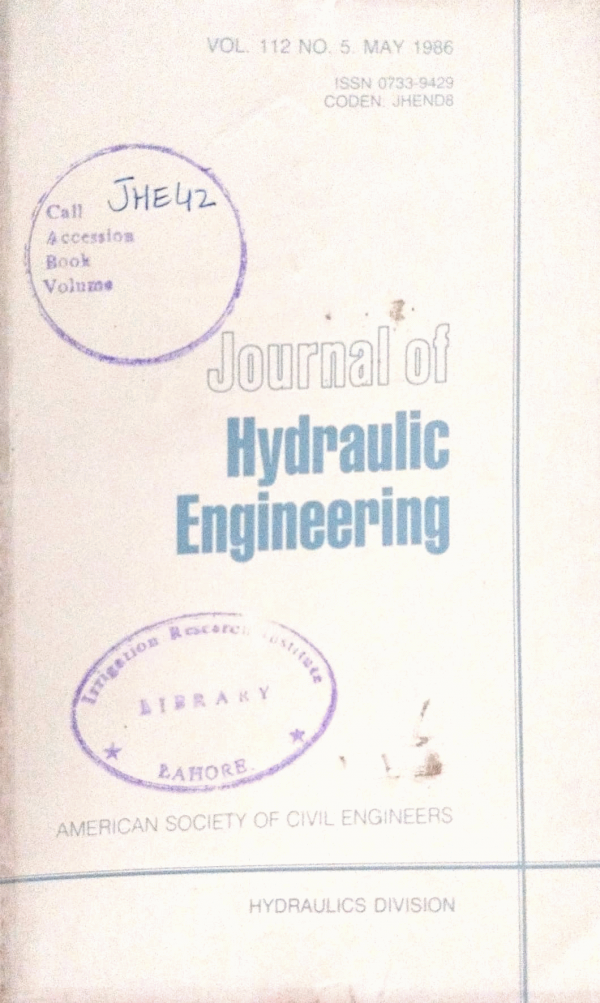 VOL. 112 NO. 5. MAY 1986
ISSN 0733-9429
CODEN: JHEND8
Call JHE42
Accession
Book
Volume
Journal of
Hydraulic
Engineering
Irrigation Research Institute
LIBRARY
LAHORE
AMERICAN SOCIETY OF CIVIL ENGINEERS
HYDRAULICS DIVISION